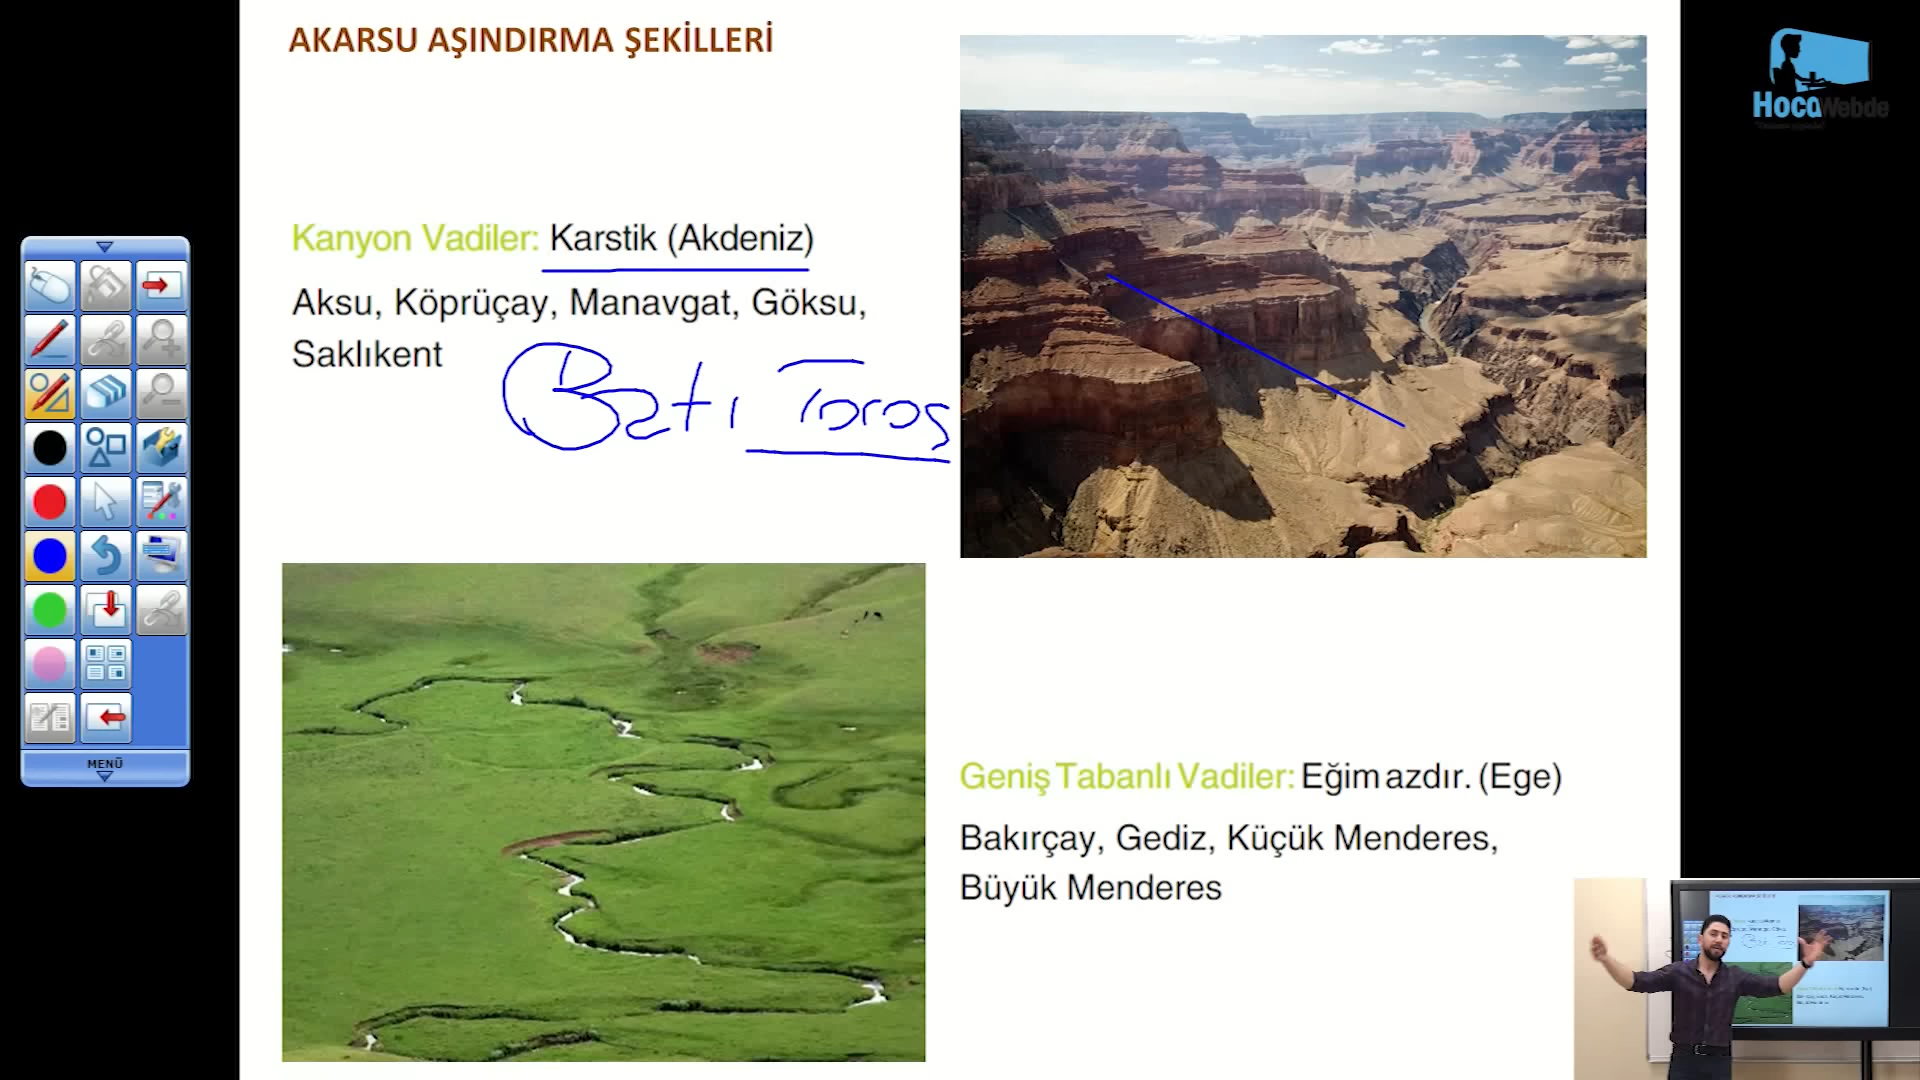 AKARSU AŞINDIRMA ŞEKİLLERİ
HocaWebde
Kanyon Vadiler: Karstik (Akdeniz)
Aksu, Köprüçay, Manavgat, Göksu,
Saklıkent
Batı Toros
Geniş Tabanlı Vadiler: Eğim azdır. (Ege)
Bakırçay, Gediz, Küçük Menderes,
Büyük Menderes
MENÜ